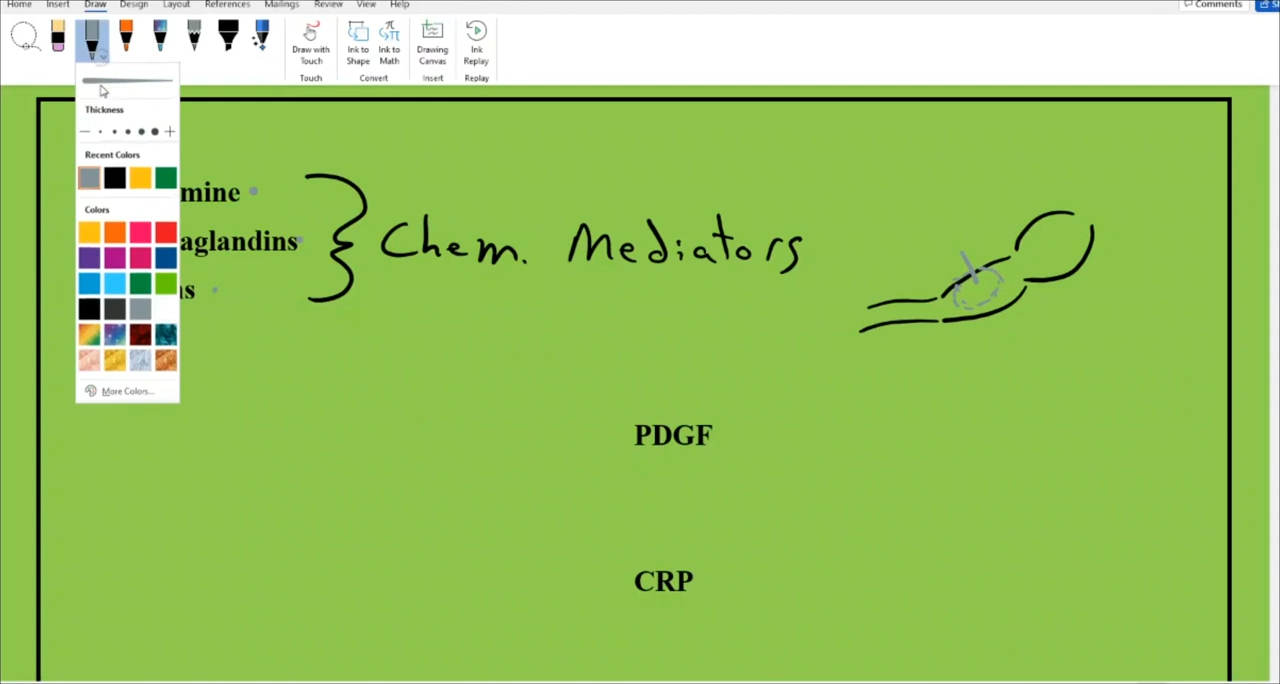 Home Insert Draw Design Layout References Mailings Review View Help Comments
Draw with Touch Ink to Shape Ink to Math Drawing Canvas Ink Replay
Touch Convert Insert Replay
Thickness
Recent Colors
Colors
More Colors...
mine
aglandins
Chem. Mediators
PDGF
CRP